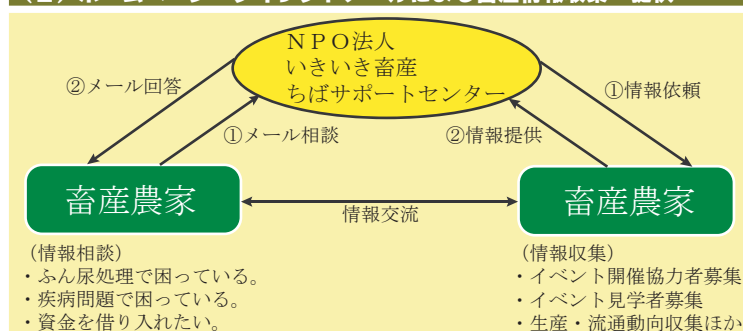 ＮＰＯ法人
いきいき畜産
ちばサポートセンター
②メール回答
①情報依頼
①メール相談
②情報提供
畜産農家
畜産農家
情報交流
（情報相談）
・ふん尿処理で困っている。
・疾病問題で困っている。
・資金を借り入れたい。
（情報収集）
・イベント開催協力者募集
・イベント見学者募集
・生産・流通動向収集ほか